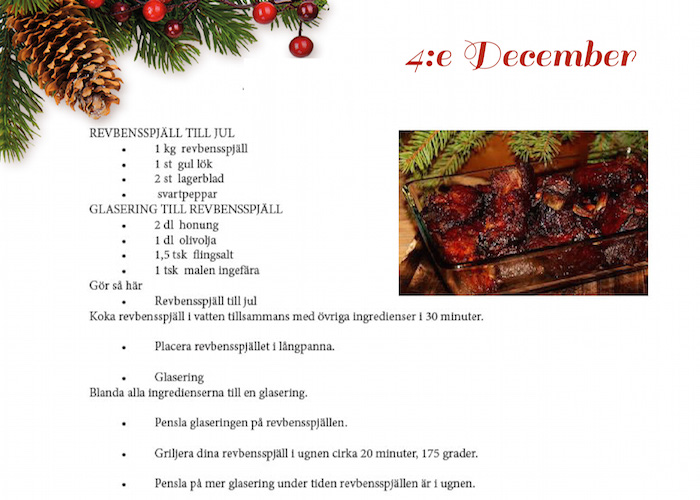 4:e December
REVBENSSPJÄLL TILL JUL
• 1 kg revbensspjäll
• 1 st gul lök
• 2 st lagerblad
• svartpeppar
GLASERING TILL REVBENSSPJÄLL
• 2 dl honung
• 1 dl olivolja
• 1,5 tsk flingsalt
• 1 tsk malen ingefära
Gör så här
• Revbensspjäll till jul
Koka revbensspjäll i vatten tillsammans med övriga ingredienser i 30 minuter.
• Placera revbensspjället i långpanna.
• Glasering
Blanda alla ingredienserna till en glasering.
• Pensla glaseringen på revbensspjällen.
• Griljera dina revbensspjäll i ugnen cirka 20 minuter, 175 grader.
• Pensla på mer glasering under tiden revbensspjällen är i ugnen.